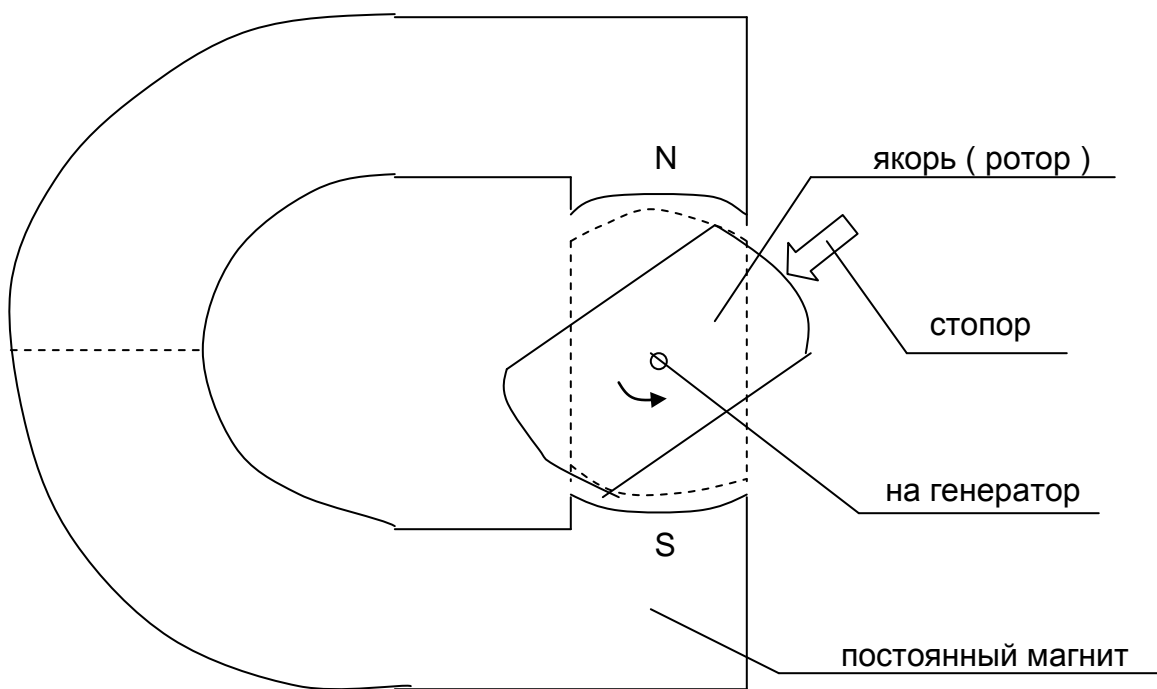 N
якорь ( ротор )
стопор
на генератор
S
постоянный магнит